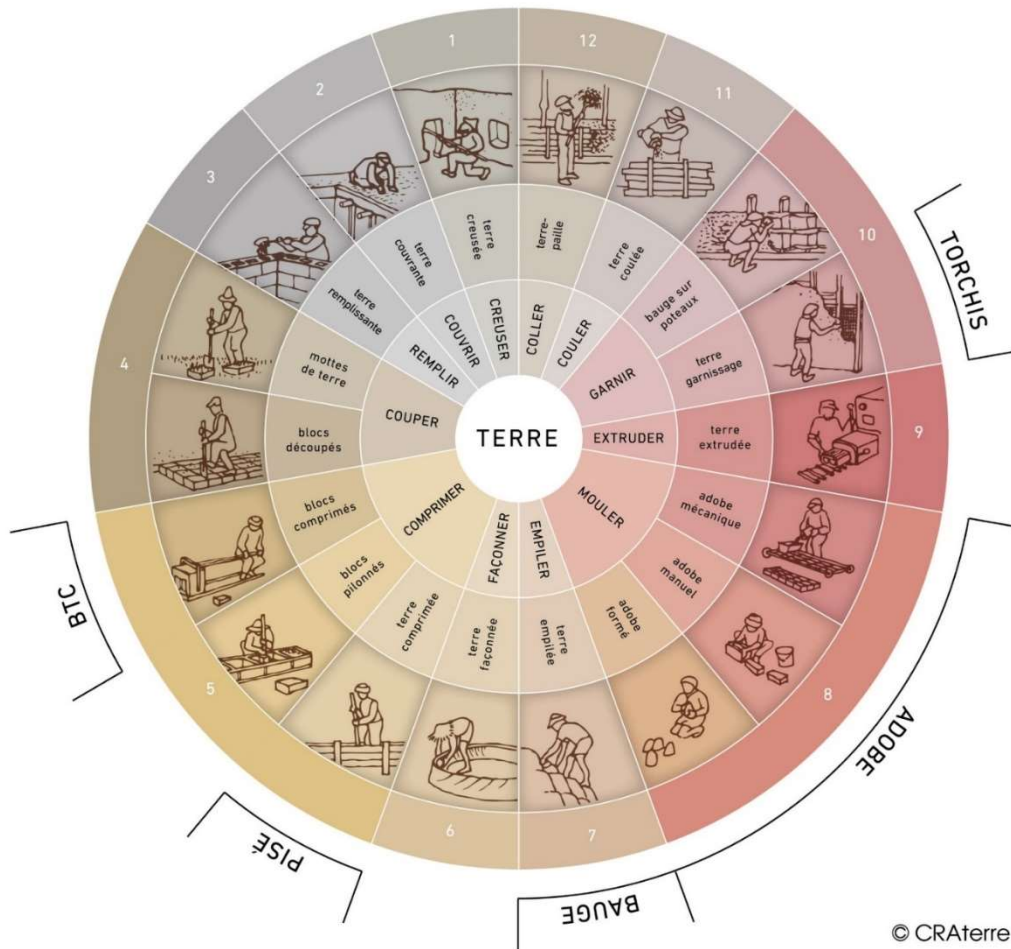 TERRE
CREUSER
COUVRIR
REMPLIR
COUPER
COMPRIMER
FAÇONNER
EMPILER
MOULER
EXTRUDER
GARNIR
COULER
COLLER
1
terre
creusée
2
terre
couvrante
3
terre
remplissante
4
mottes
de terre
blocs
découpés
5
blocs
comprimés
blocs
pilonnés
terre
comprimée
6
terre
façonnée
7
terre
empilée
8
adobe
formé
adobe
manuel
adobe
mécanique
9
terre
extrudée
10
terre
garnissage
bauge sur
poteaux
11
terre
coulée
12
terre-
paille
TORCHIS
ADOBE
BAUGE
PISÉ
BTC
© CRAterre